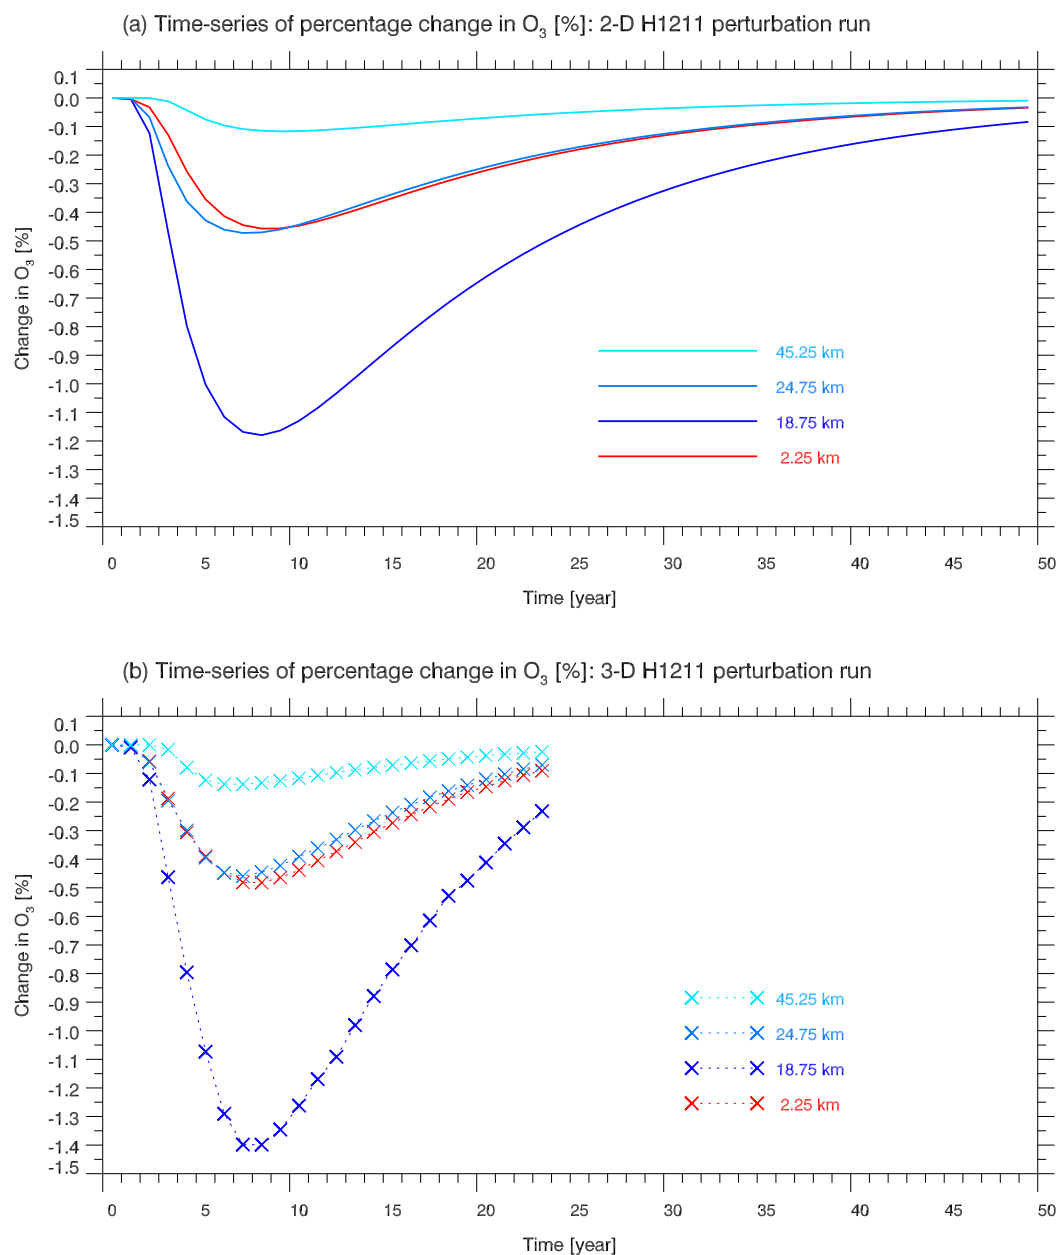 (a) Time-series of percentage change in O3 [%]: 2-D H1211 perturbation run
0.1
0.0
-0.1
-0.2
-0.3
-0.4
-0.5
-0.6
-0.7
-0.8
-0.9
-1.0
-1.1
-1.2
-1.3
-1.4
-1.5
Change in O3 [%]
45.25 km
24.75 km
18.75 km
2.25 km
0 5 10 15 20 25 30 35 40 45 50
Time [year]
(b) Time-series of percentage change in O3 [%]: 3-D H1211 perturbation run
0.1
0.0
-0.1
-0.2
-0.3
-0.4
-0.5
-0.6
-0.7
-0.8
-0.9
-1.0
-1.1
-1.2
-1.3
-1.4
-1.5
Change in O3 [%]
45.25 km
24.75 km
18.75 km
2.25 km
0 5 10 15 20 25 30 35 40 45 50
Time [year]